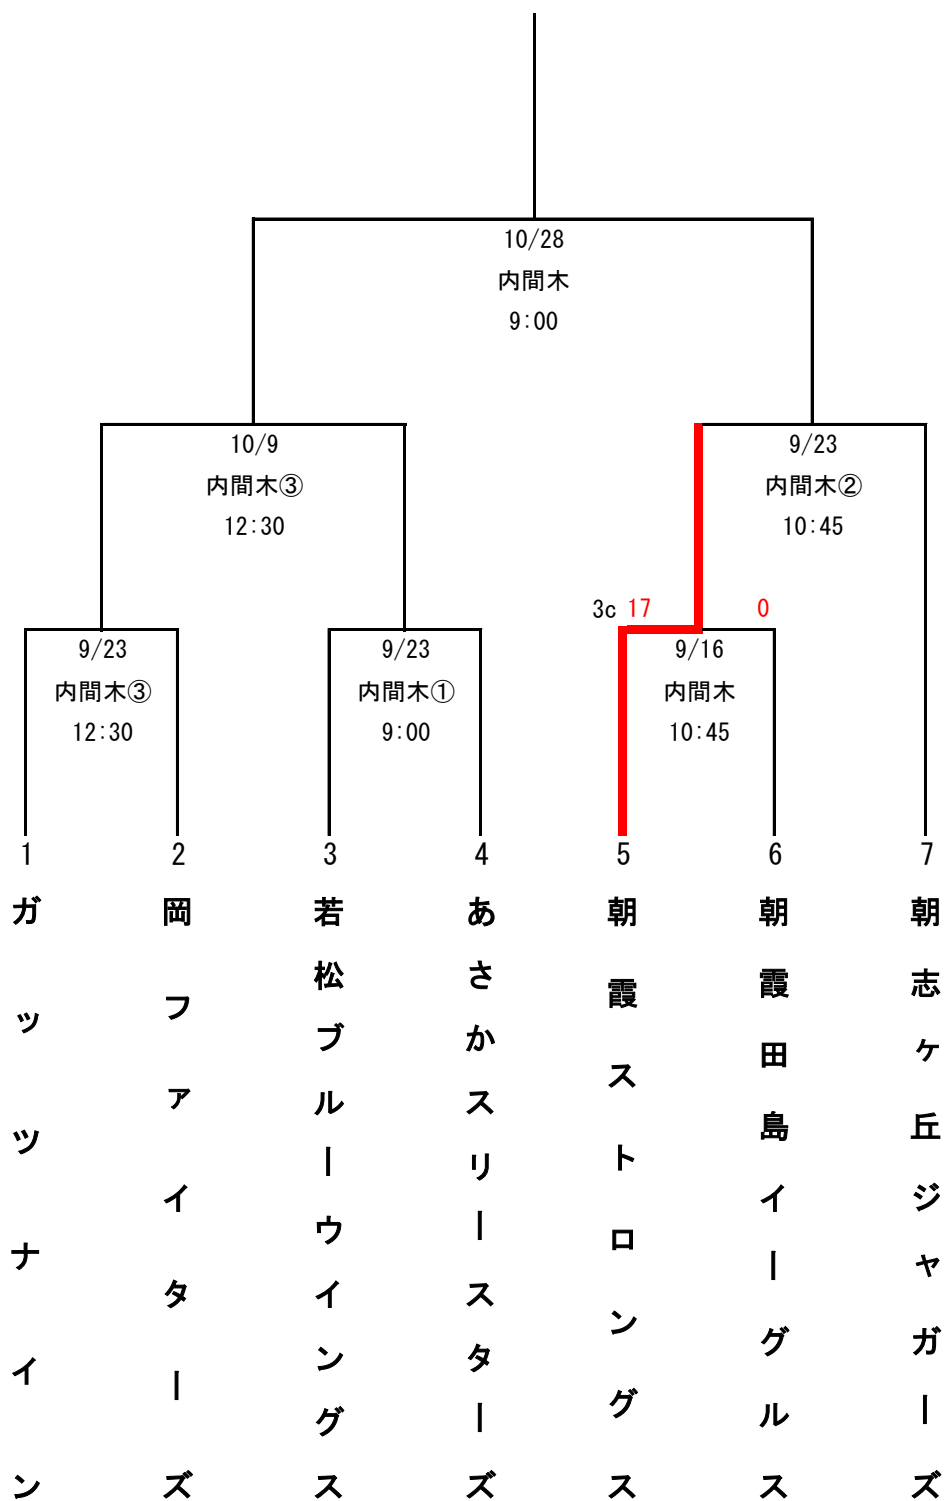 10/28
内間木
9:00
10/9
内間木③
12:30
9/23
内間木②
10:45
3c 17 0
9/23
内間木③
12:30
9/23
内間木①
9:00
9/16
内間木
10:45
1 2 3 4 5 6 7
ガッツナイン
岡ファイターズ
若松ブルーウイングス
あさかスリースターズ
朝霞ストロングス
朝霞田島イーグルス
朝志ヶ丘ジャガーズ